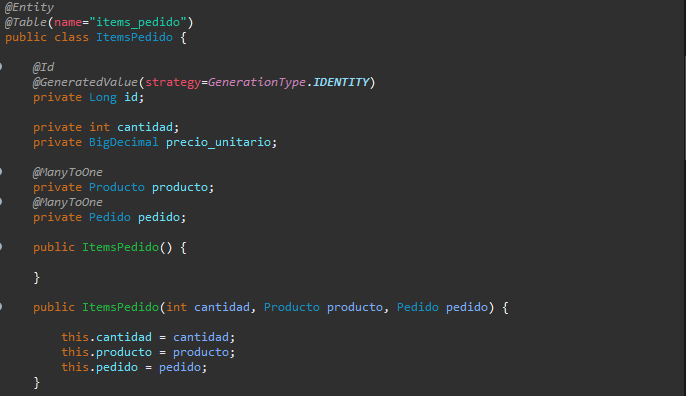 @Entity
@Table(name="items_pedido")
public class ItemsPedido {
@Id
@GeneratedValue(strategy=GenerationType.IDENTITY)
private Long id;
private int cantidad;
private BigDecimal precio_unitario;
@ManyToOne
private Producto producto;
@ManyToOne
private Pedido pedido;
public ItemsPedido() {
}
public ItemsPedido(int cantidad, Producto producto, Pedido pedido) {
this.cantidad = cantidad;
this.producto = producto;
this.pedido = pedido;
}